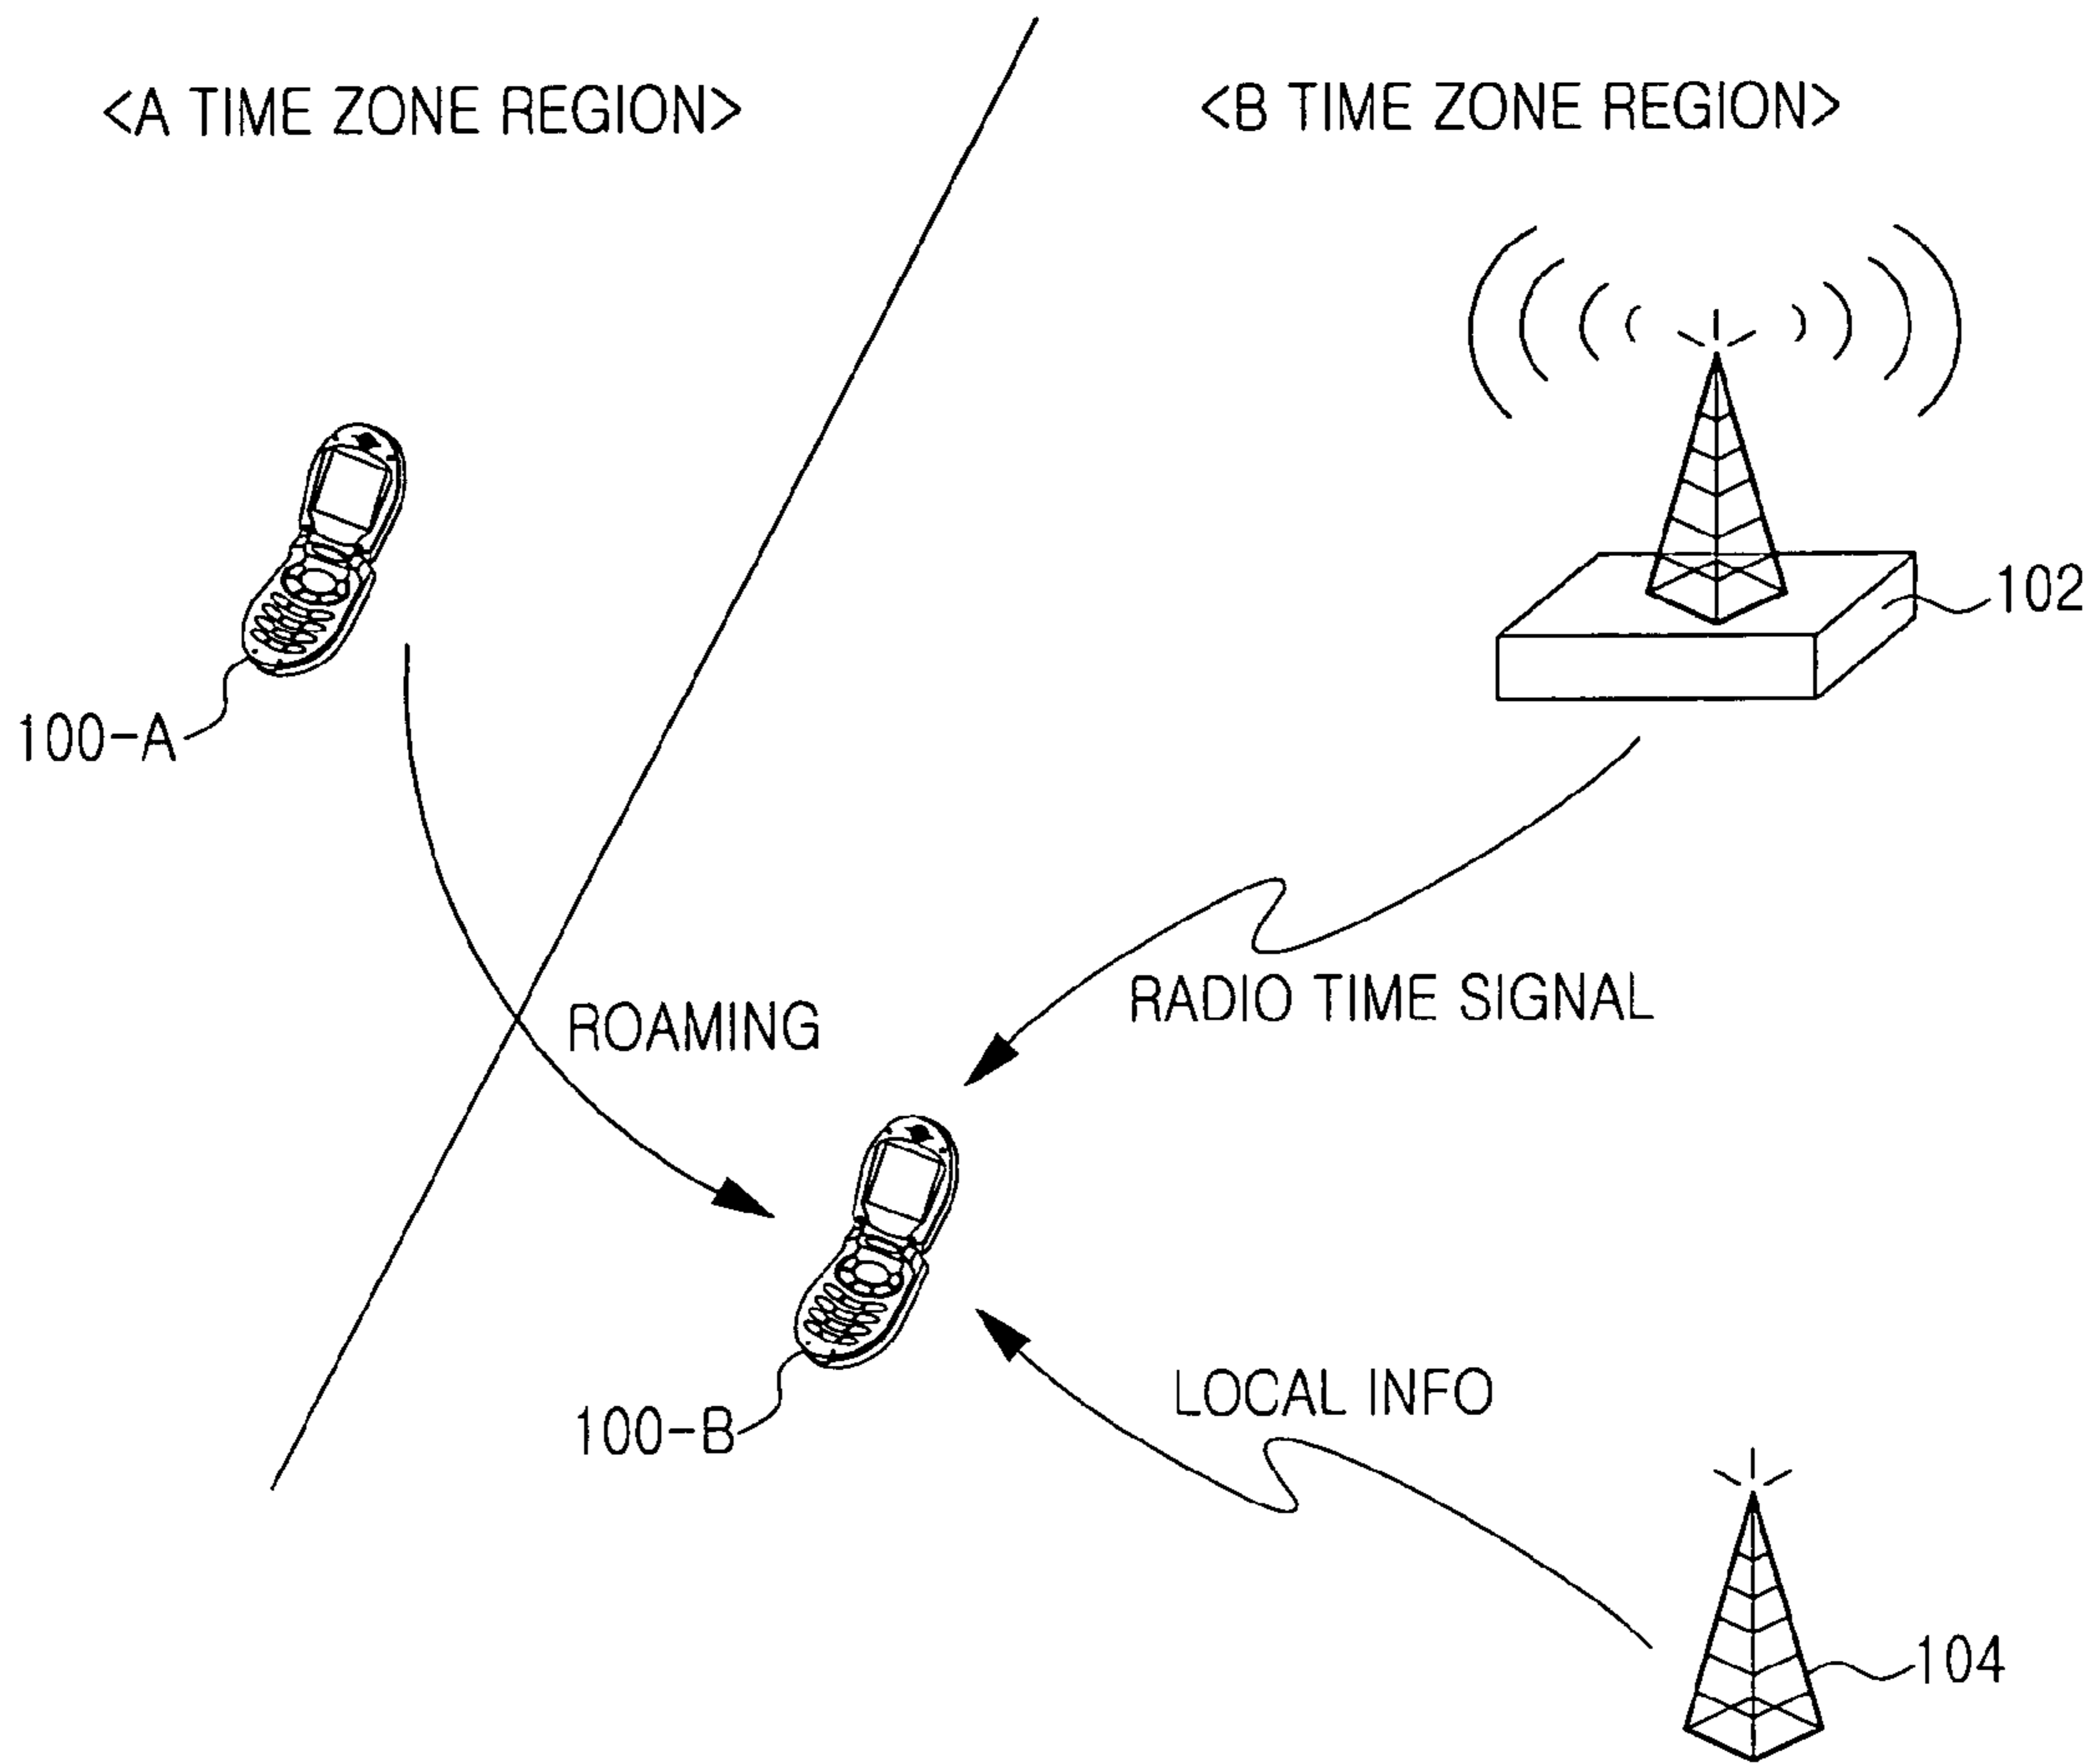 <A TIME ZONE REGION>
<B TIME ZONE REGION>
102
100-A
RADIO TIME SIGNAL
ROAMING
LOCAL INFO
100-B
104